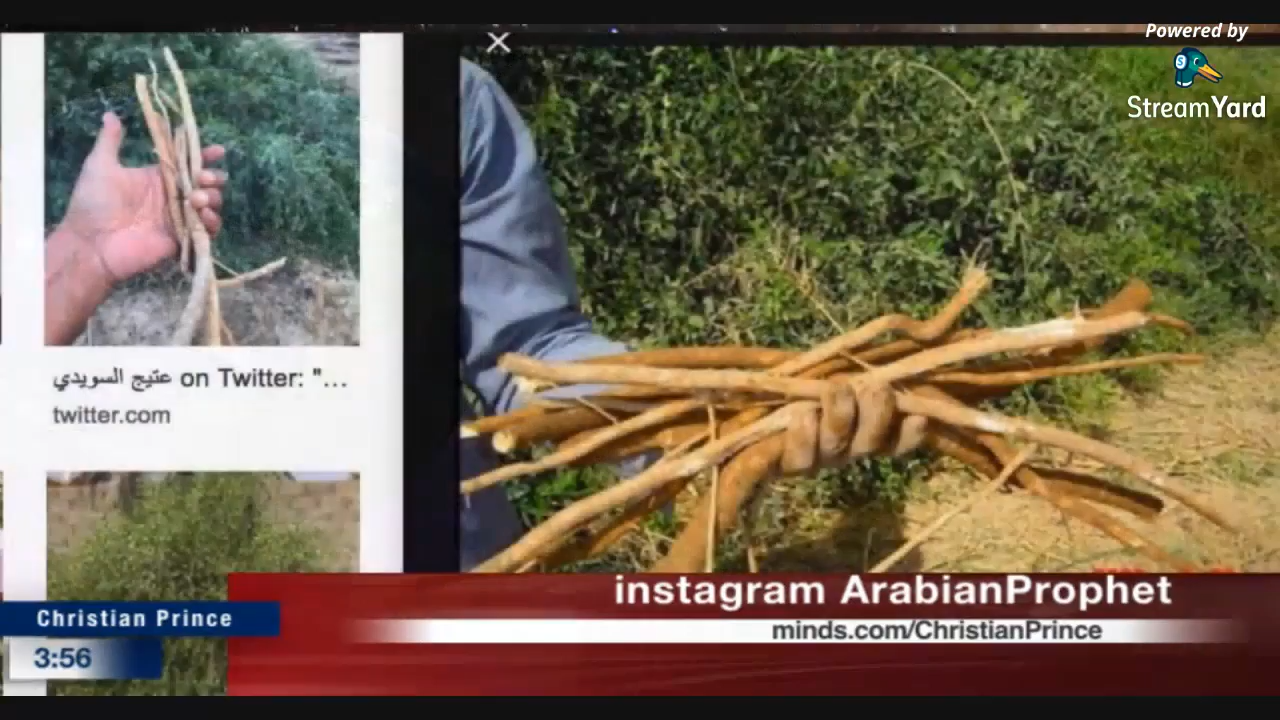 Powered by
StreamYard
عتيج السويدي on Twitter: "...
twitter.com
instagram ArabianProphet
Christian Prince
minds.com/ChristianPrince
3:56